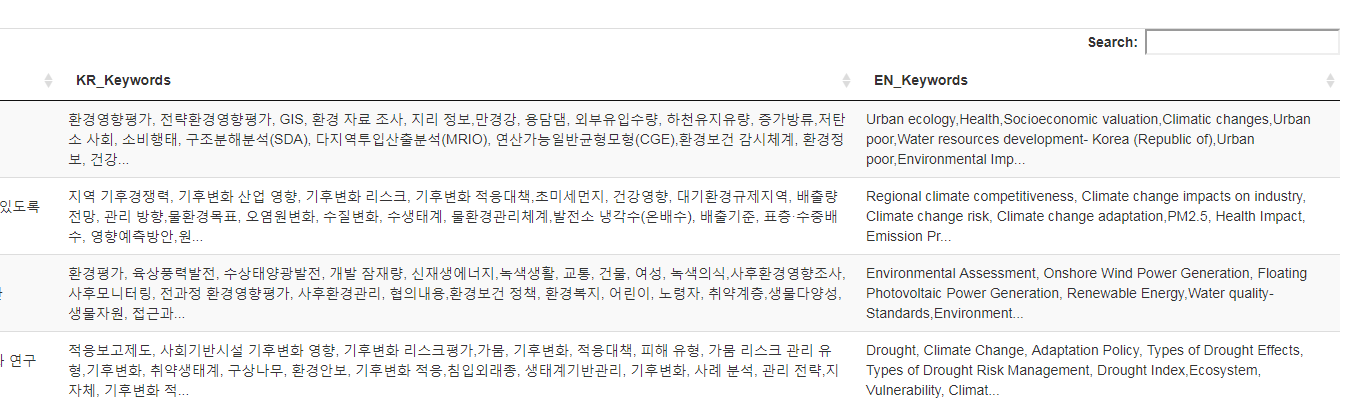 Search:
KR_Keywords EN_Keywords
환경영향평가, 전략환경영향평가, GIS, 환경 자료 조사, 지리 정보,만경강, 용담댐, 외부유입수량, 하천유지유량, 증가방류,저탄
소 사회, 소비행태, 구조분해분석(SDA), 다지역투입산출분석(MRIO), 연산가능일반균형모형(CGE),환경보건 감시체계, 환경정
보, 건강...
Urban ecology,Health,Socioeconomic valuation,Climatic changes,Urban
poor,Water resources development- Korea (Republic of),Urban
poor,Environmental Imp...
있도록
지역 기후경쟁력, 기후변화 산업 영향, 기후변화 리스크, 기후변화 적응대책,초미세먼지, 건강영향, 대기환경규제지역, 배출량
전망, 관리 방향,물환경목표, 오염원변화, 수질변화, 수생태계, 물환경관리체계,발전소 냉각수(온배수), 배출기준, 표층·수중배
수, 영향예측방안,원...
Regional climate competitiveness, Climate change impacts on industry,
Climate change risk, Climate change adaptation,PM2.5, Health Impact,
Emission Pr...
환경평가, 육상풍력발전, 수상태양광발전, 개발 잠재량, 신재생에너지,녹색생활, 교통, 건물, 여성, 녹색의식,사후환경영향조사,
사후모니터링, 전과정 환경영향평가, 사후환경관리, 협의내용,환경보건 정책, 환경복지, 어린이, 노령자, 취약계층,생물다양성,
생물자원, 접근과...
Environmental Assessment, Onshore Wind Power Generation, Floating
Photovoltaic Power Generation, Renewable Energy,Water quality-
Standards,Environment...
연구
적응보고제도, 사회기반시설 기후변화 영향, 기후변화 리스크평가,가뭄, 기후변화, 적응대책, 피해 유형, 가뭄 리스크 관리 유
형,기후변화, 취약생태계, 구상나무, 환경안보, 기후변화 적응,침입외래종, 생태계기반관리, 기후변화, 사례 분석, 관리 전략,지
자체, 기후변화 적...
Drought, Climate Change, Adaptation Policy, Types of Drought Effects,
Types of Drought Risk Management, Drought Index,Ecosystem,
Vulnerability, Climat...